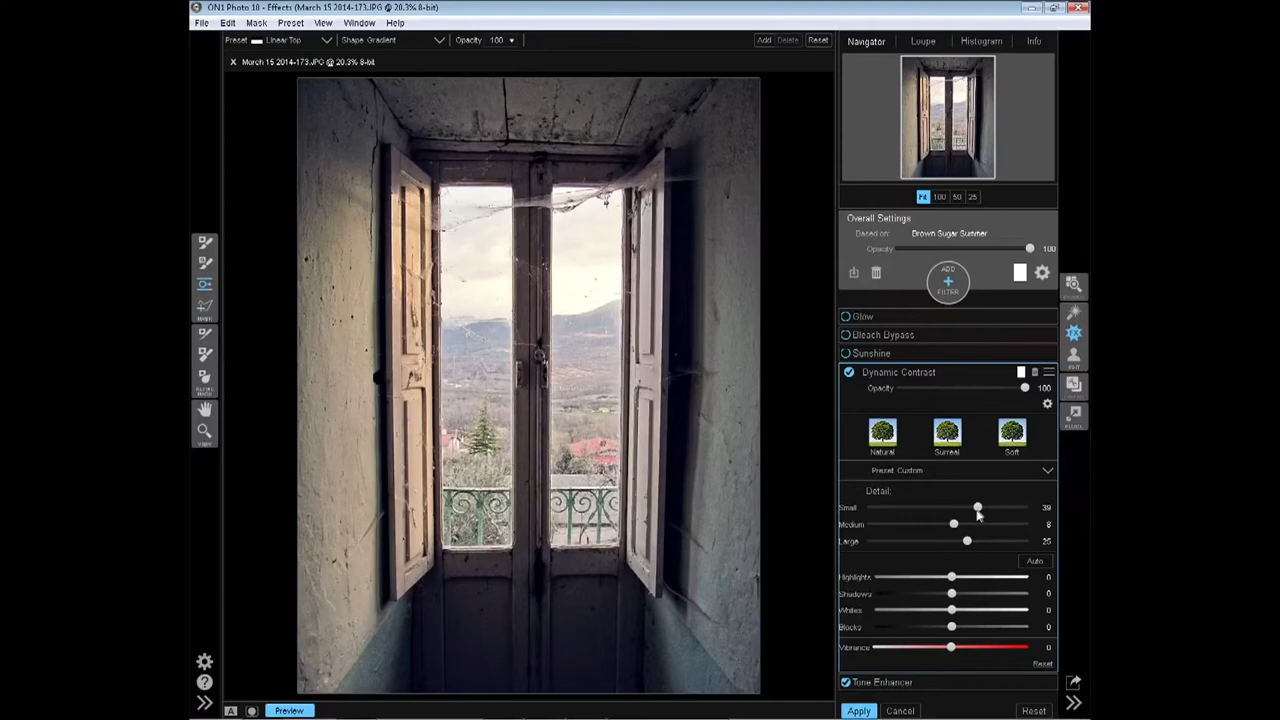 ON1 Photo 10 - Effects (March 15 2014-173.JPG @ 20.3% 8-bit)
File Edit Mask Preset View Window Help
Preset Linear Top Shape: Gradient Opacity 100 Add Delete Reset
X March 15 2014-173.JPG @ 20.3% 8-bit
Navigator Loupe Histogram Info
Fit 100 50 25
Overall Settings
Based on: Brown Sugar Summer
Opacity 100
ADD
FILTER
Glow
Bleach Bypass
Sunshine
Dynamic Contrast
Opacity 100
Natural Surreal Soft
Preset Custom
Detail:
Small 39
Medium 8
Large 25
Auto
Highlights 0
Shadows 0
Whites 0
Blacks 0
Vibrance 0
Reset
Tone Enhancer
MASK
VIEW
A Preview
Apply Cancel Reset